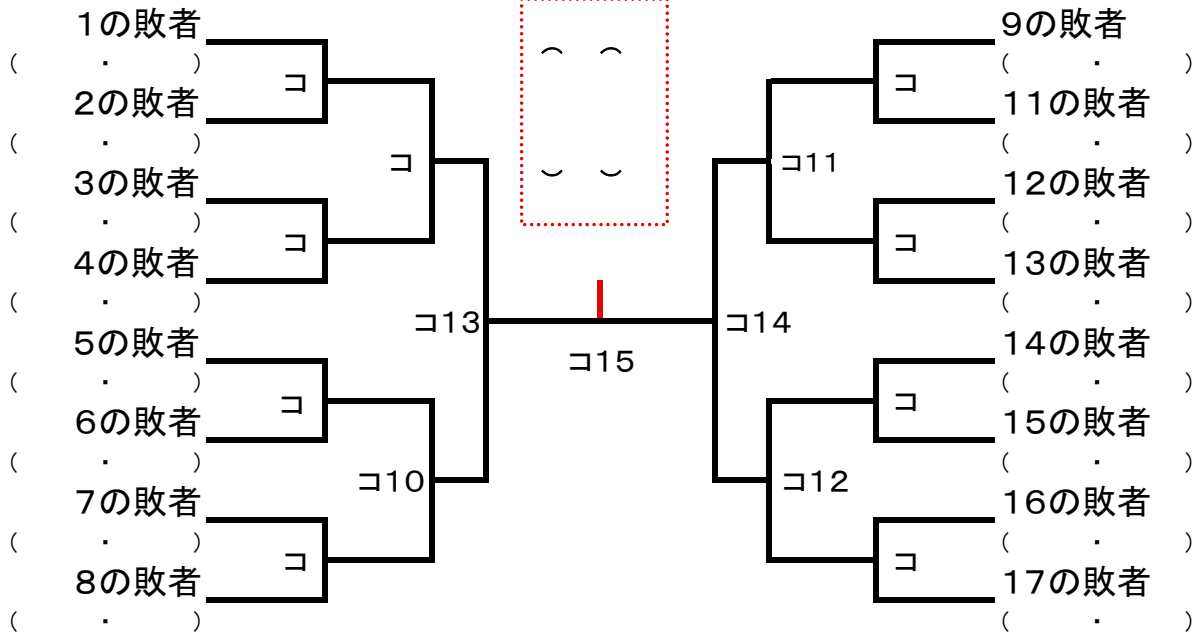 1の敗者
( ・ )
2の敗者
( ・ )
3の敗者
( ・ )
4の敗者
( ・ )
5の敗者
( ・ )
6の敗者
( ・ )
7の敗者
( ・ )
8の敗者
( ・ )
コ
コ
コ
コ
コ
コ10
コ13
( )
( )
コ15
コ14
コ11
コ12
コ
コ
コ
コ
9の敗者
( ・ )
11の敗者
( ・ )
12の敗者
( ・ )
13の敗者
( ・ )
14の敗者
( ・ )
15の敗者
( ・ )
16の敗者
( ・ )
17の敗者
( ・ )